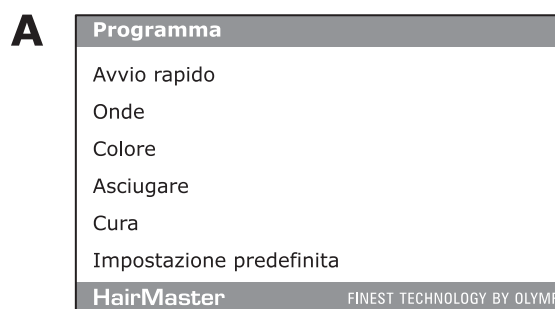 A
Programma
Avvio rapido
Onde
Colore
Asciugare
Cura
Impostazione predefinita
HairMaster FINEST TECHNOLOGY BY